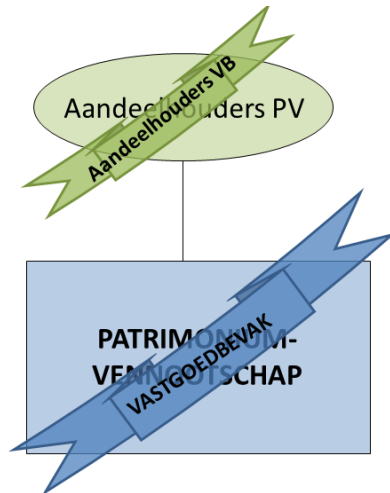 Aandeelhouders PV
Aandeelhouders VB
PATRIMONIUM-
VENNOOTSCHAP
VASTGOEDBEVAK